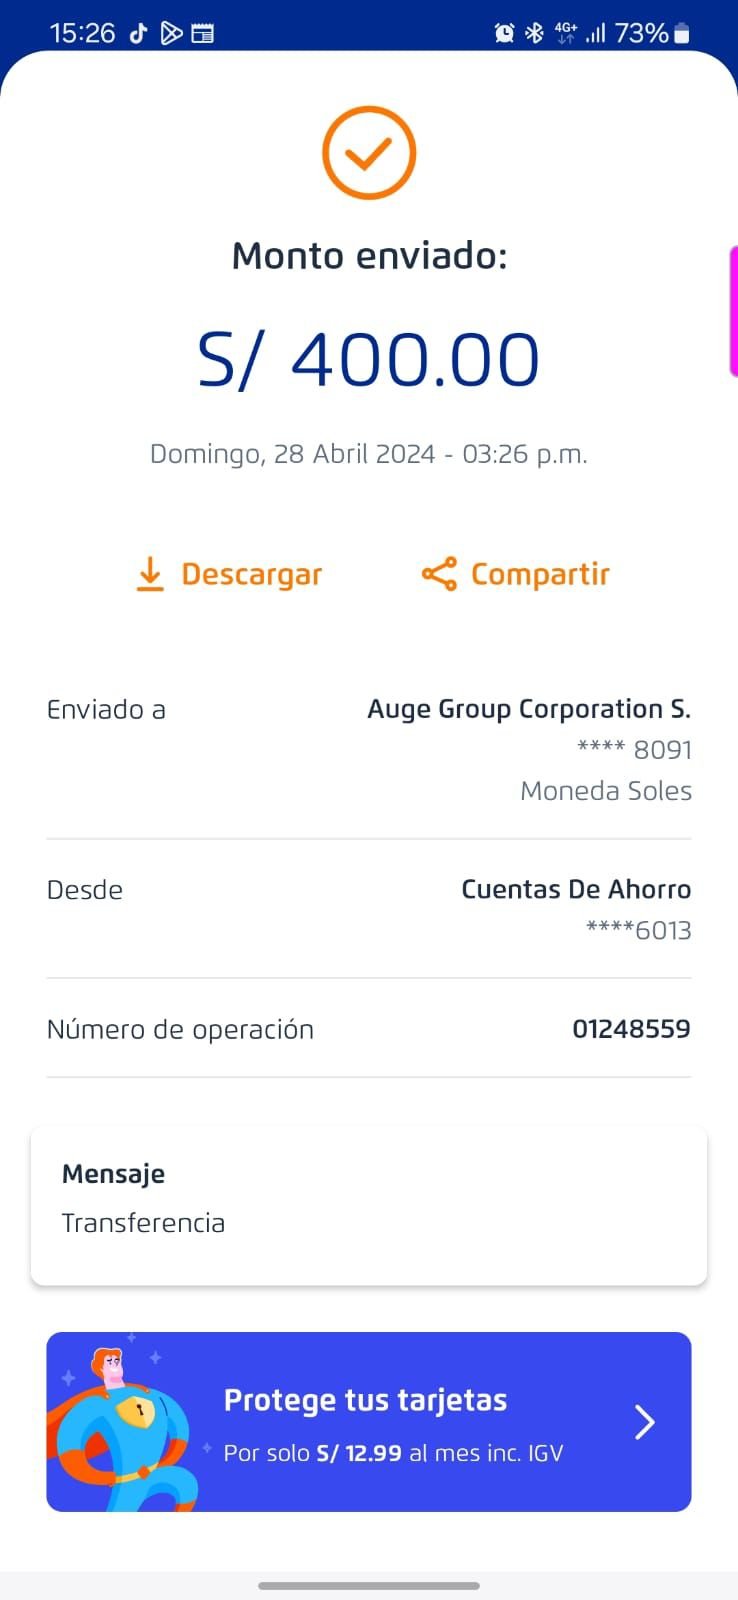 15:26
4G+
73%
Monto enviado:
S/ 400.00
Domingo, 28 Abril 2024 - 03:26 p.m.
Descargar
Compartir
Enviado a
Auge Group Corporation S.
**** 8091
Moneda Soles
Desde
Cuentas De Ahorro
****6013
Número de operación
01248559
Mensaje
Transferencia
Protege tus tarjetas
Por solo S/ 12.99 al mes inc. IGV